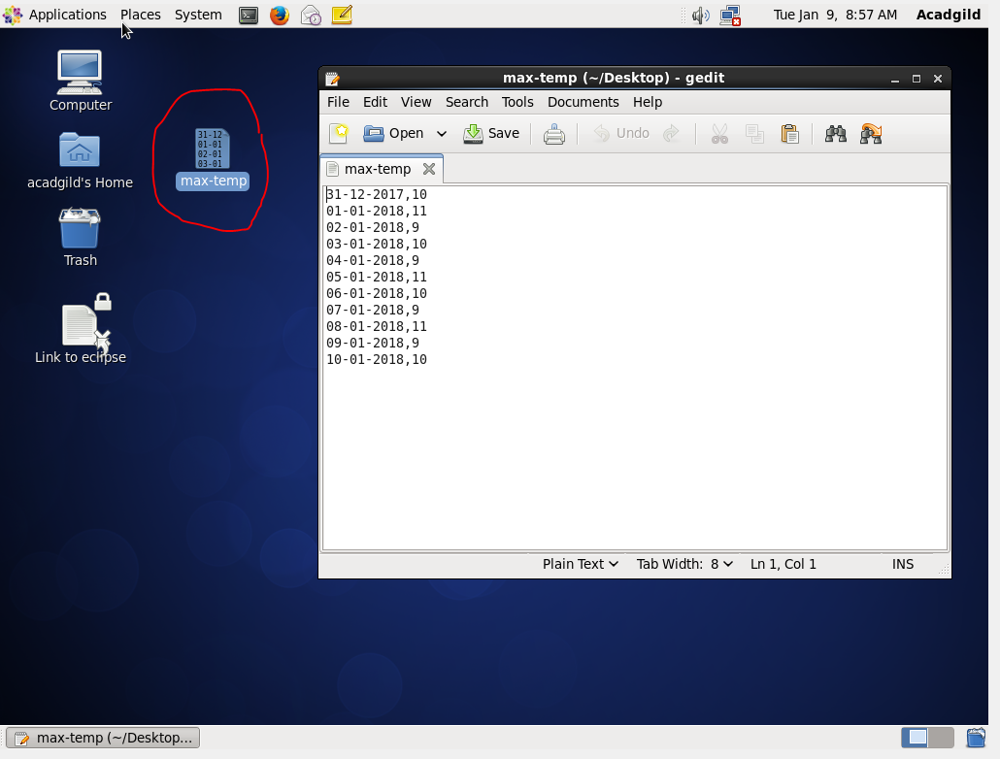 Applications Places System Tue Jan 9, 8:57 AM Acadgild
Computer
acadgild's Home
Trash
Link to eclipse
31-12
01-01
02-01
03-01
max-temp
max-temp (~/Desktop) - gedit
File Edit View Search Tools Documents Help
Open Save Undo
max-temp
31-12-2017,10
01-01-2018,11
02-01-2018,9
03-01-2018,10
04-01-2018,9
05-01-2018,11
06-01-2018,10
07-01-2018,9
08-01-2018,11
09-01-2018,9
10-01-2018,10
Plain Text Tab Width: 8 Ln 1, Col 1 INS
max-temp (~/Desktop...